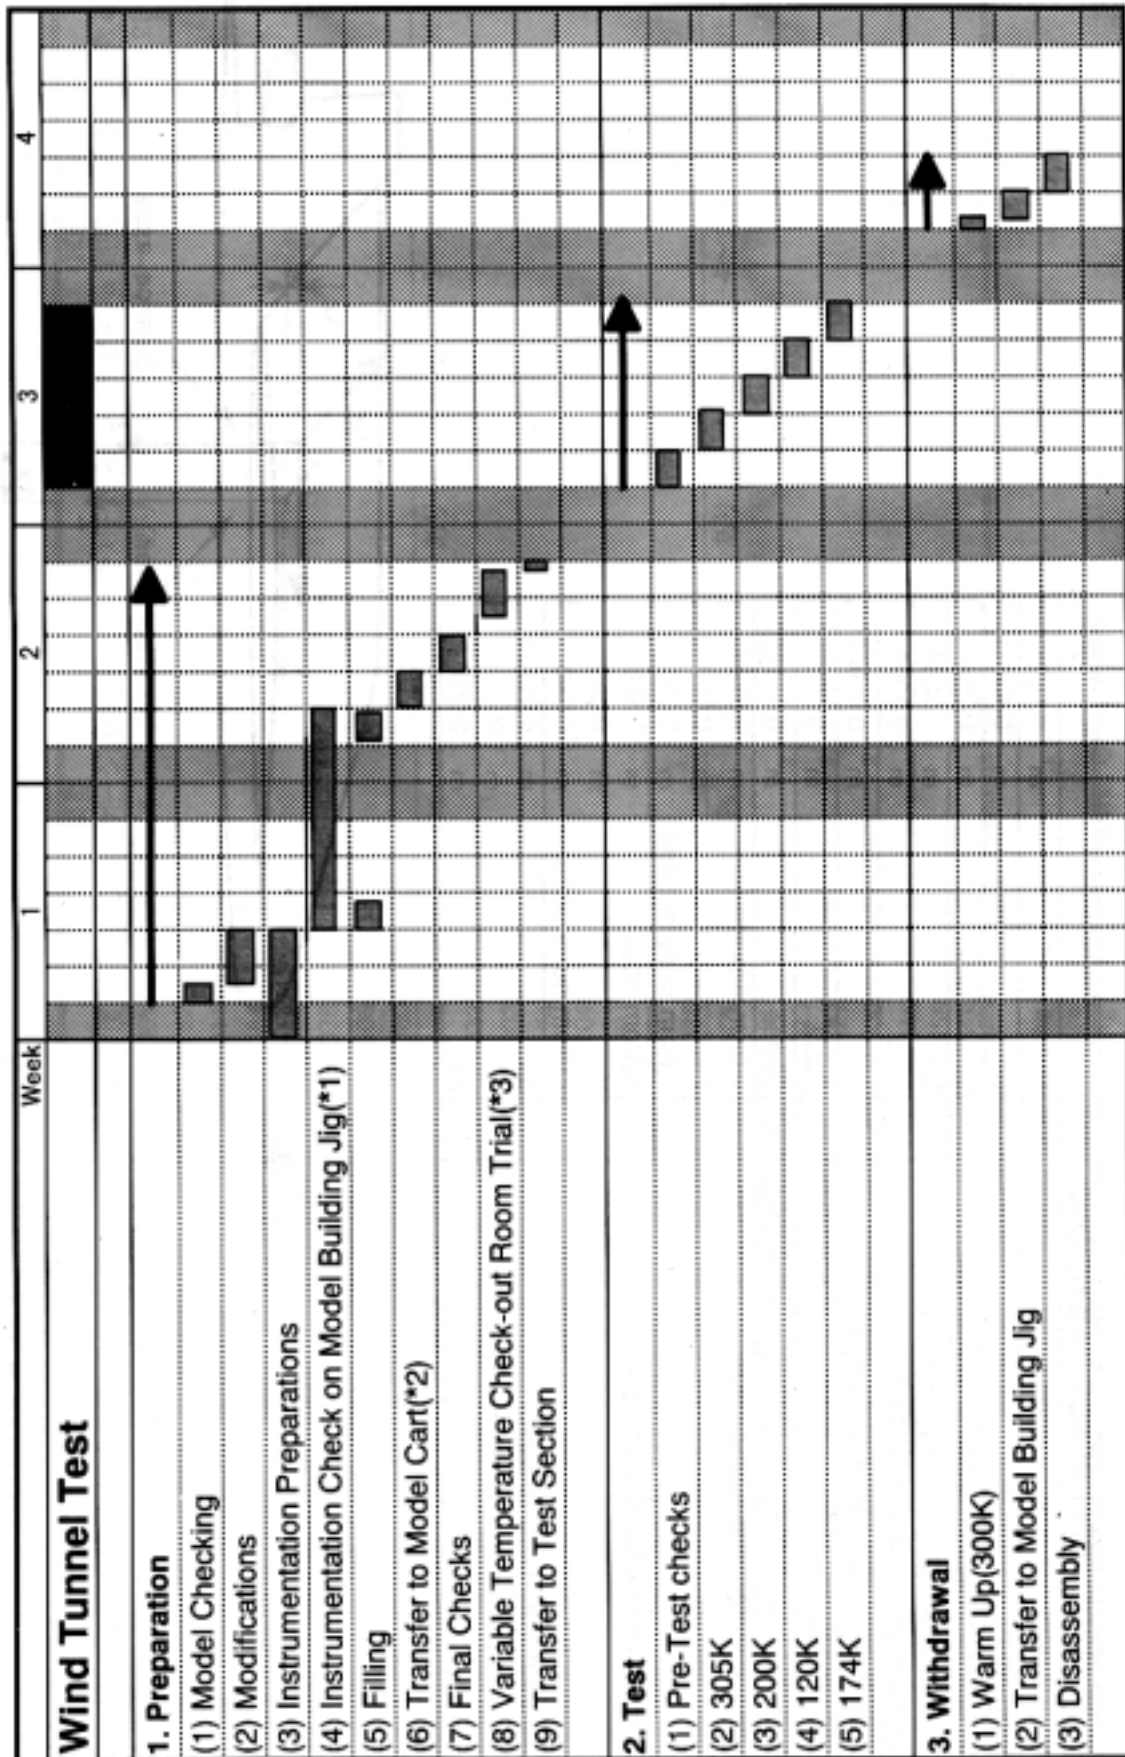 Week 1 2 3 4
Wind Tunnel Test
1. Preparation
(1) Model Checking
(2) Modifications
(3) Instrumentation Preparations
(4) Instrumentation Check on Model Building Jig(*1)
(5) Filling
(6) Transfer to Model Cart(*2)
(7) Final Checks
(8) Variable Temperature Check-out Room Trial(*3)
(9) Transfer to Test Section
2. Test
(1) Pre-Test checks
(2) 305K
(3) 200K
(4) 120K
(5) 174K
3. Withdrawal
(1) Warm Up(300K)
(2) Transfer to Model Building Jig
(3) Disassembly